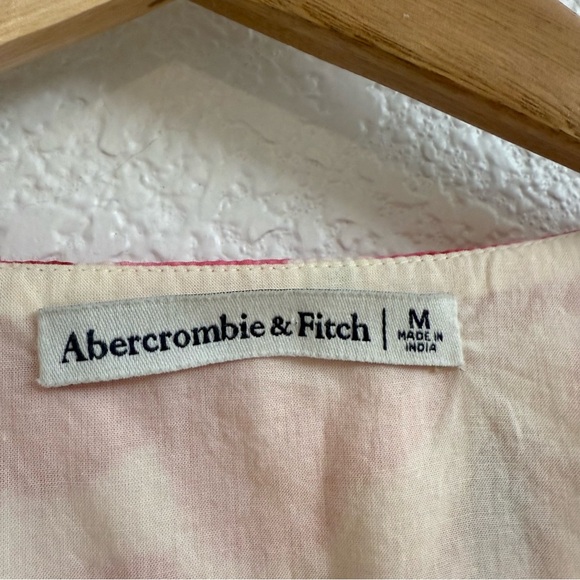 Abercrombie & Fitch | M
MADE IN
INDIA